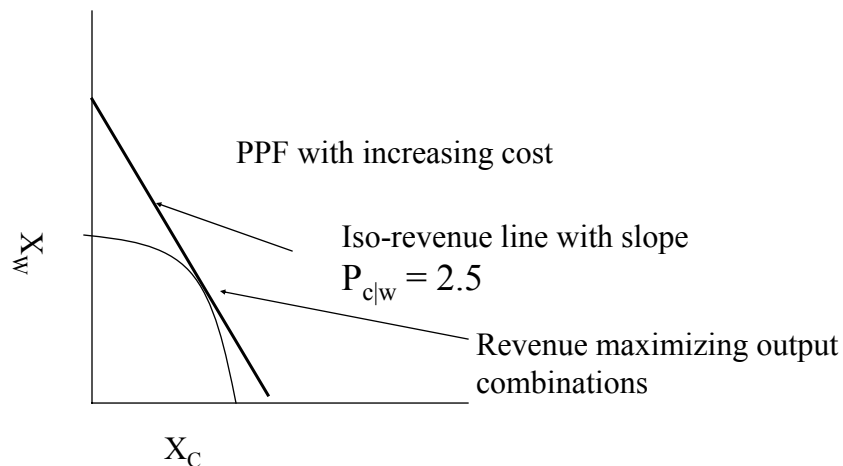 PPF with increasing cost
X_W
Iso-revenue line with slope
P_c|w = 2.5
Revenue maximizing output
combinations
X_C